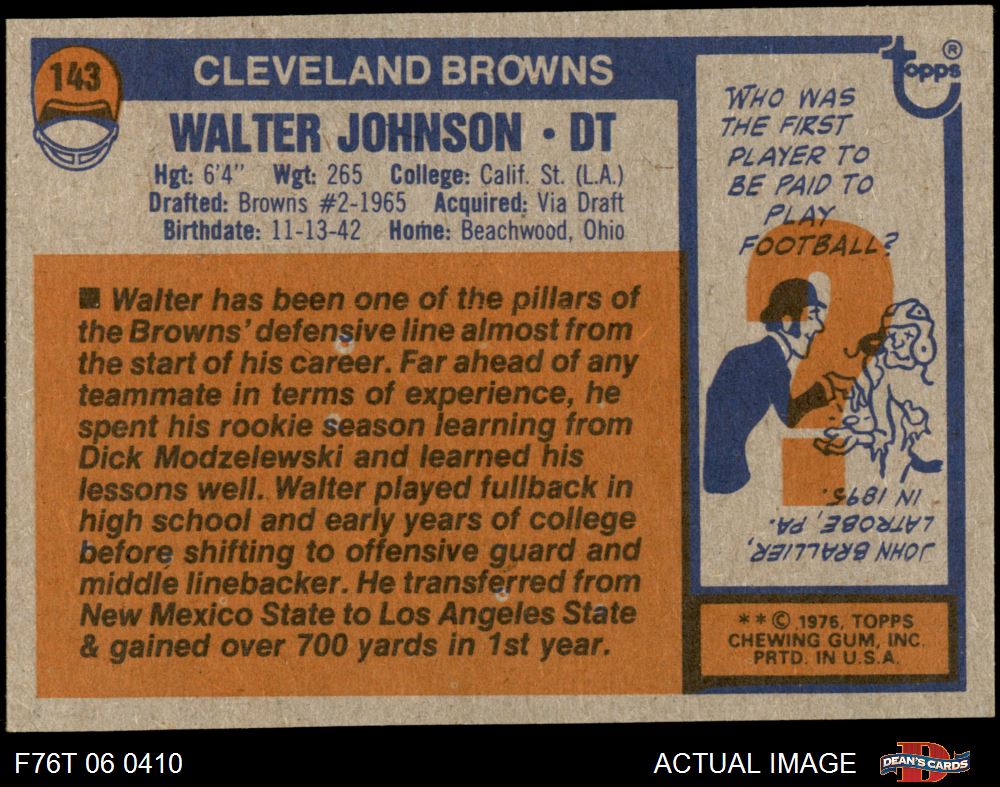 143
CLEVELAND BROWNS
WALTER JOHNSON • DT
Hgt: 6'4" Wgt: 265 College: Calif. St. (L.A.)
Drafted: Browns #2-1965 Acquired: Via Draft
Birthdate: 11-13-42 Home: Beachwood, Ohio
■ Walter has been one of the pillars of
the Browns' defensive line almost from
the start of his career. Far ahead of any
teammate in terms of experience, he
spent his rookie season learning from
Dick Modzelewski and learned his
lessons well. Walter played fullback in
high school and early years of college
before shifting to offensive guard and
middle linebacker. He transferred from
New Mexico State to Los Angeles State
& gained over 700 yards in 1st year.
topps ®
WHO WAS
THE FIRST
PLAYER TO
BE PAID TO
PLAY
FOOTBALL?
?
JOHN BRALLIER,
LATROBE, PA.
IN 1895.
** © 1976, TOPPS
CHEWING GUM, INC.
PRTD. IN U.S.A.
F76T 06 0410
ACTUAL IMAGE
D
DEAN'S CARDS